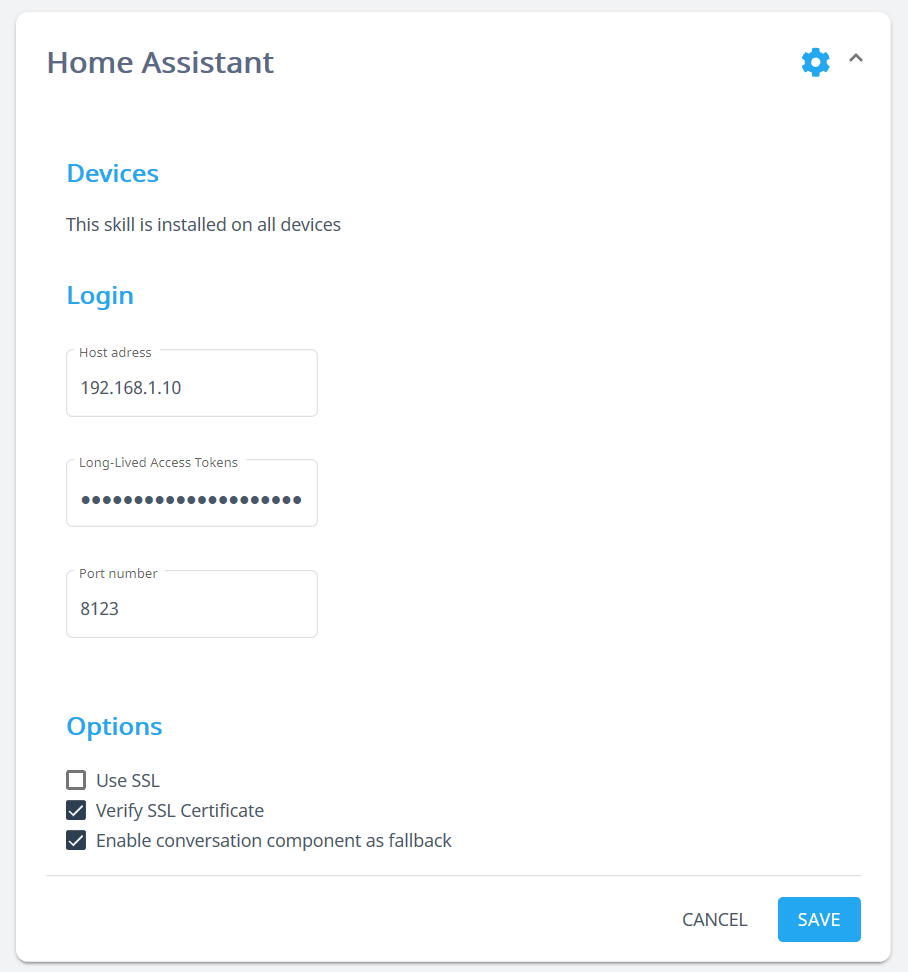 Home Assistant
Devices
This skill is installed on all devices
Login
Host adress
192.168.1.10
Long-Lived Access Tokens
●●●●●●●●●●●●●●●●●●●●●
Port number
8123
Options
Use SSL
Verify SSL Certificate
Enable conversation component as fallback
CANCEL SAVE